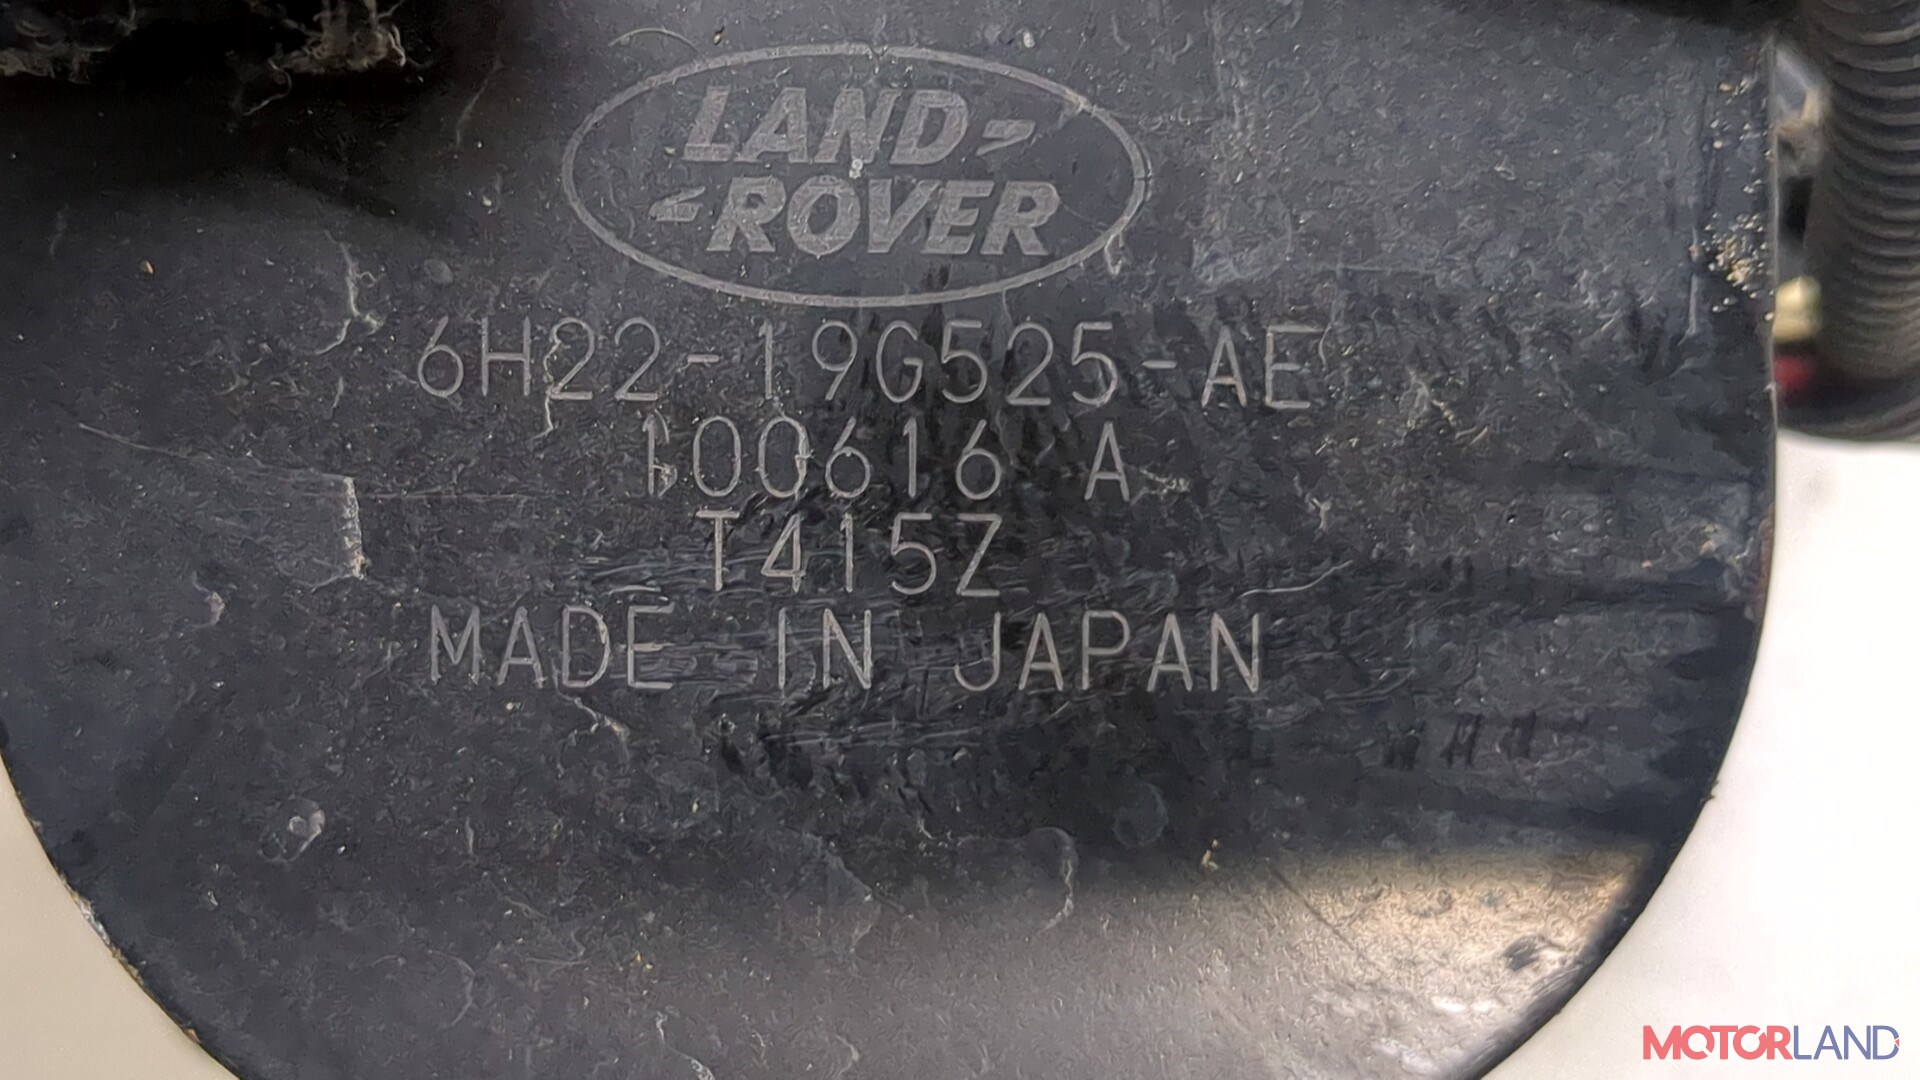 LAND
ROVER
6H22-19G525-AE
100616 A
T415Z
MADE IN JAPAN
MOTORLAND